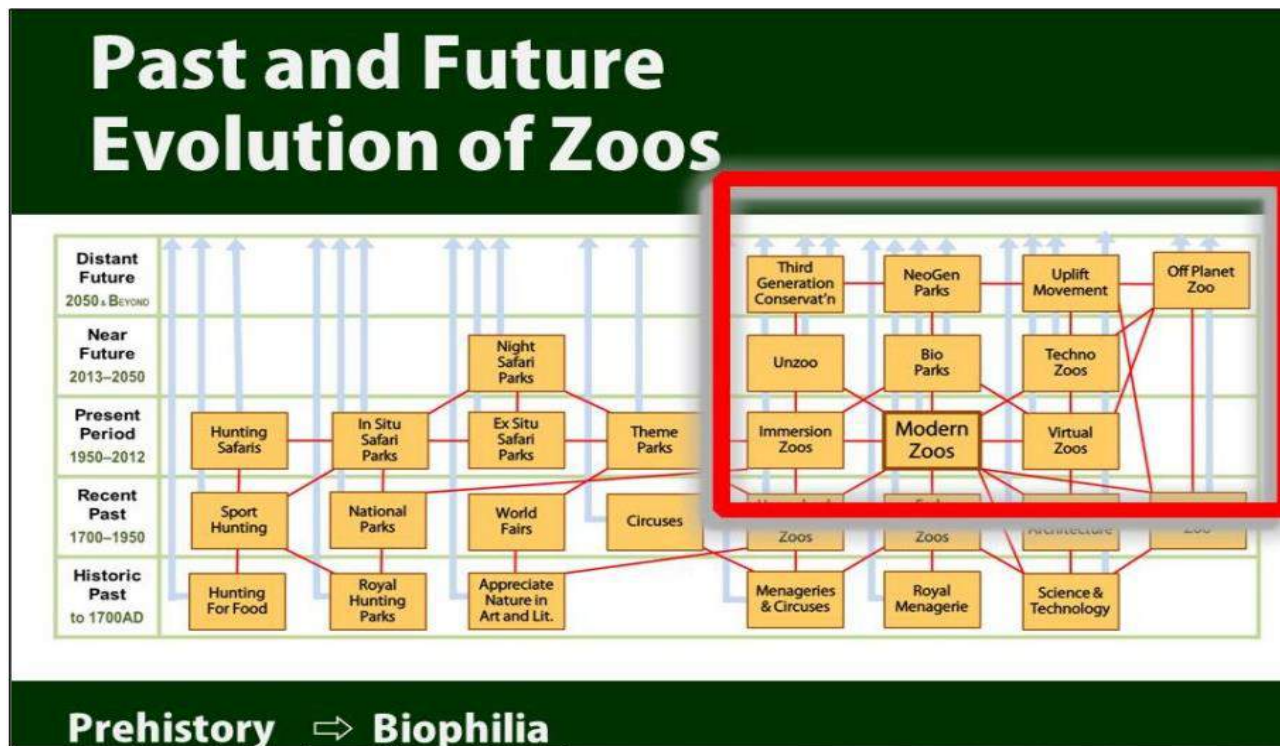 Past and Future
Evolution of Zoos
Distant
Future
2050 & BEYOND
Third
Generation
Conservat'n
NeoGen
Parks
Uplift
Movement
Off Planet
Zoo
Near
Future
2013–2050
Night
Safari
Parks
Unzoo
Bio
Parks
Techno
Zoos
Present
Period
1950–2012
Hunting
Safaris
In Situ
Safari
Parks
Ex Situ
Safari
Parks
Theme
Parks
Immersion
Zoos
Modern
Zoos
Virtual
Zoos
Recent
Past
1700–1950
Sport
Hunting
National
Parks
World
Fairs
Circuses
Zoos
Zoos
Architecture
Zoo
Historic
Past
to 1700AD
Hunting
For Food
Royal
Hunting
Parks
Appreciate
Nature in
Art and Lit.
Menageries
& Circuses
Royal
Menagerie
Science &
Technology
Prehistory ⇨ Biophilia